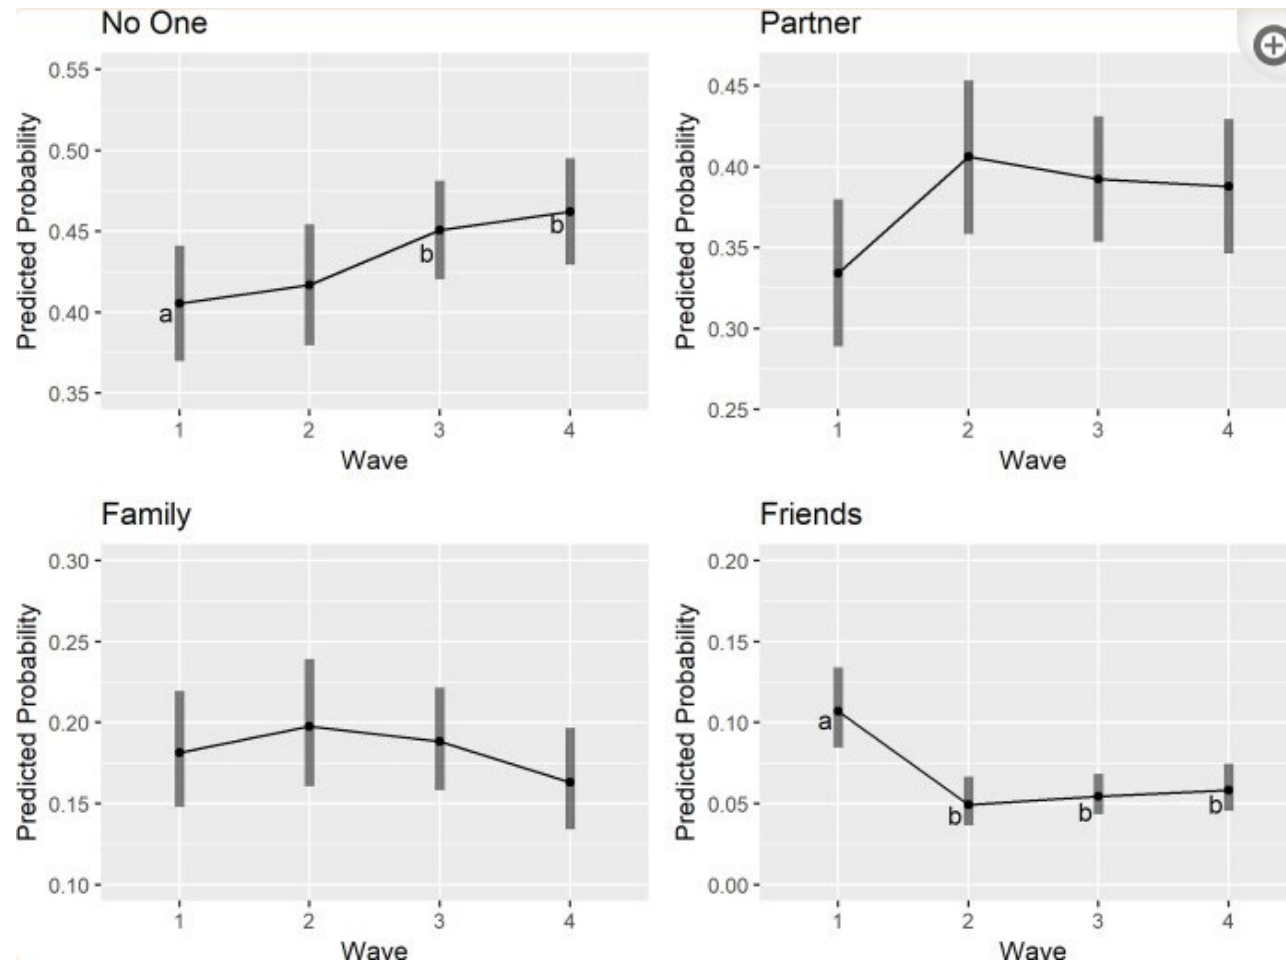 No One
Predicted Probability
0.55
0.50
0.45
0.40
0.35
a
b
b
1 2 3 4
Wave
Partner
Predicted Probability
0.45
0.40
0.35
0.30
0.25
1 2 3 4
Wave
Family
Predicted Probability
0.30
0.25
0.20
0.15
0.10
1 2 3 4
Wave
Friends
Predicted Probability
0.20
0.15
0.10
0.05
0.00
a
b
b
b
1 2 3 4
Wave